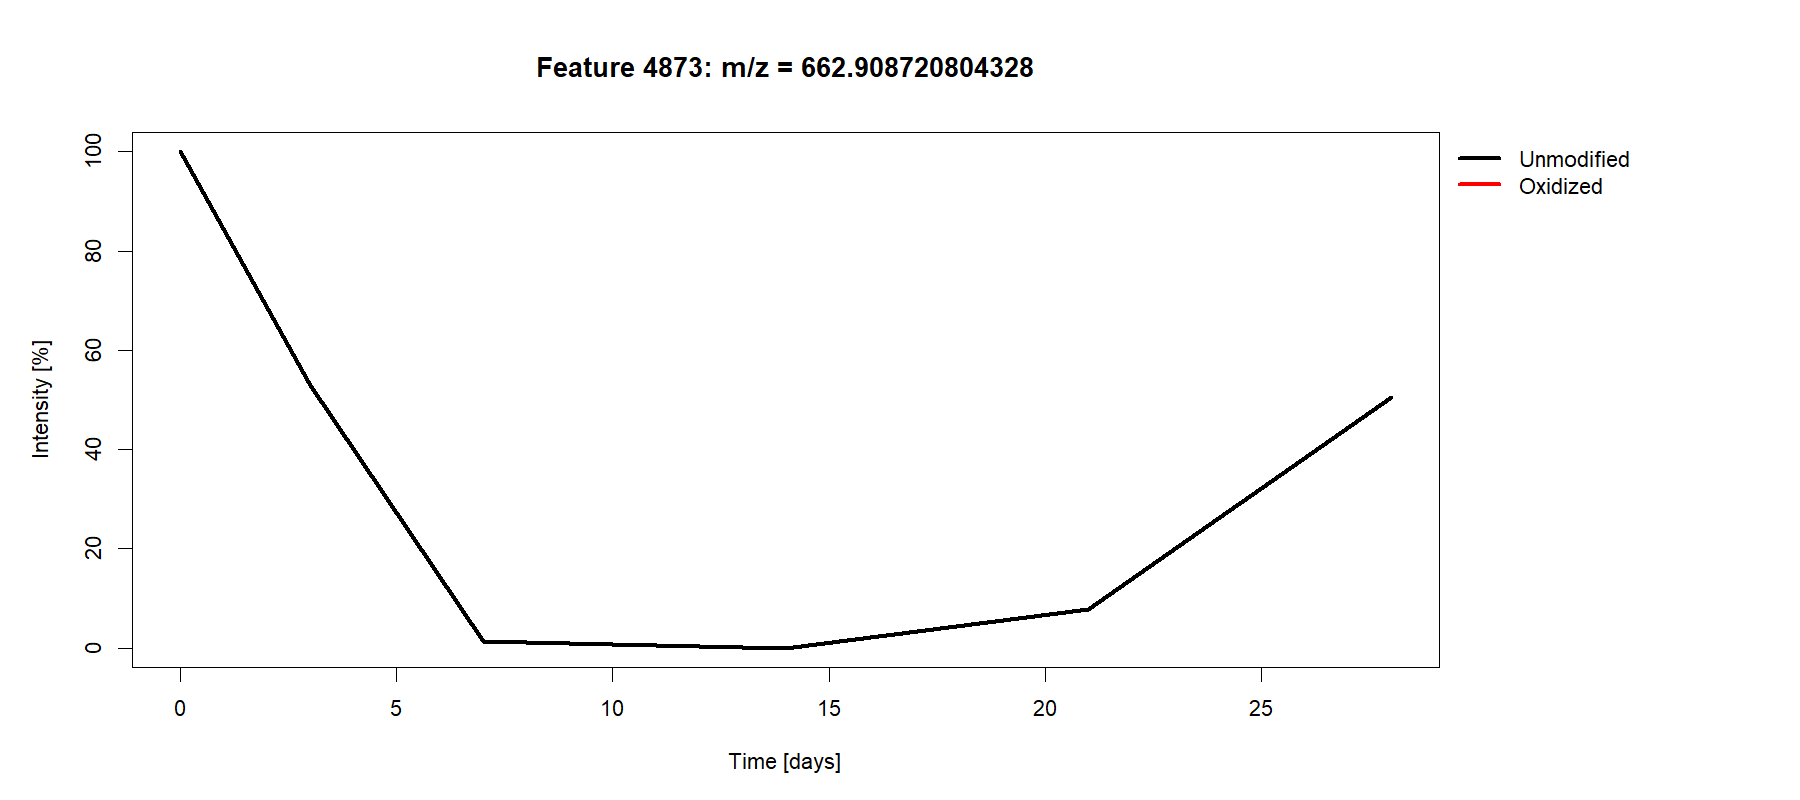 Feature 4873: m/z = 662.908720804328
Unmodified
Oxidized
Intensity [%]
100
80
60
40
20
0
0 5 10 15 20 25
Time [days]